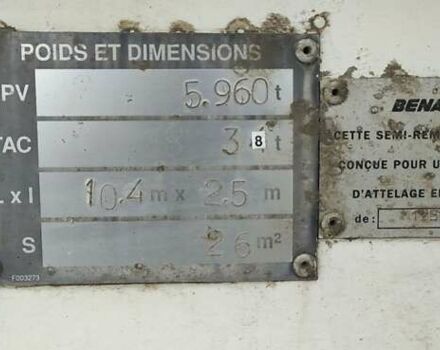 POIDS ET DIMENSIONS
PV 5.960 t
TAC 34 t
8
L x l 10.4 m x 2.5 m
S 26 m²
F003273
BENA
CETTE SEMI-REM
CONÇUE POUR U
D'ATTELAGE E
de :